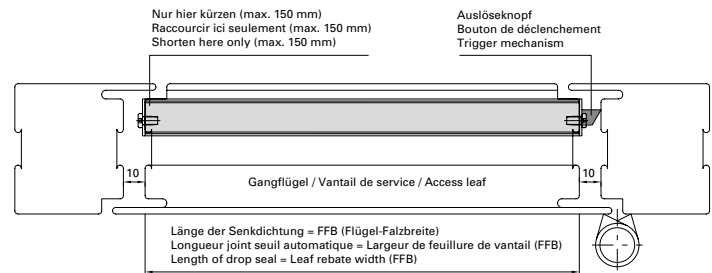 Nur hier kürzen (max. 150 mm)
Raccourcir ici seulement (max. 150 mm)
Shorten here only (max. 150 mm)
Auslöseknopf
Bouton de déclenchement
Trigger mechanism
10
Gangflügel / Vantail de service / Access leaf
10
Länge der Senkdichtung = FFB (Flügel-Falzbreite)
Longueur joint seuil automatique = Largeur de feuillure de vantail (FFB)
Length of drop seal = Leaf rebate width (FFB)